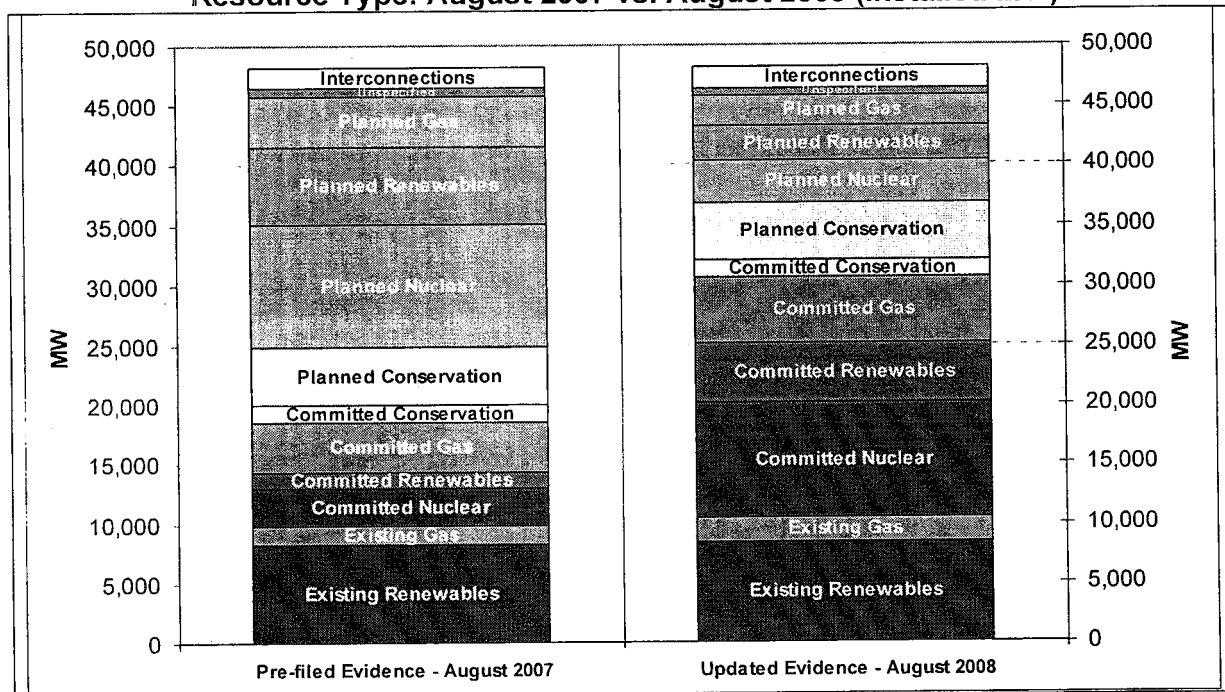 Resource Type: August 2007 vs. August 2008
50,000
45,000
40,000
35,000
30,000
25,000
20,000
15,000
10,000
5,000
0
MW
Interconnections
Unspecified
Planned Gas
Planned Renewables
Planned Nuclear
Planned Conservation
Committed Conservation
Committed Gas
Committed Renewables
Committed Nuclear
Existing Gas
Existing Renewables
Pre-filed Evidence - August 2007
Interconnections
Unspecified
Planned Gas
Planned Renewables
Planned Nuclear
Planned Conservation
Committed Conservation
Committed Gas
Committed Renewables
Committed Nuclear
Existing Gas
Existing Renewables
Updated Evidence - August 2008
50,000
45,000
40,000
35,000
30,000
25,000
20,000
15,000
10,000
5,000
0
MW